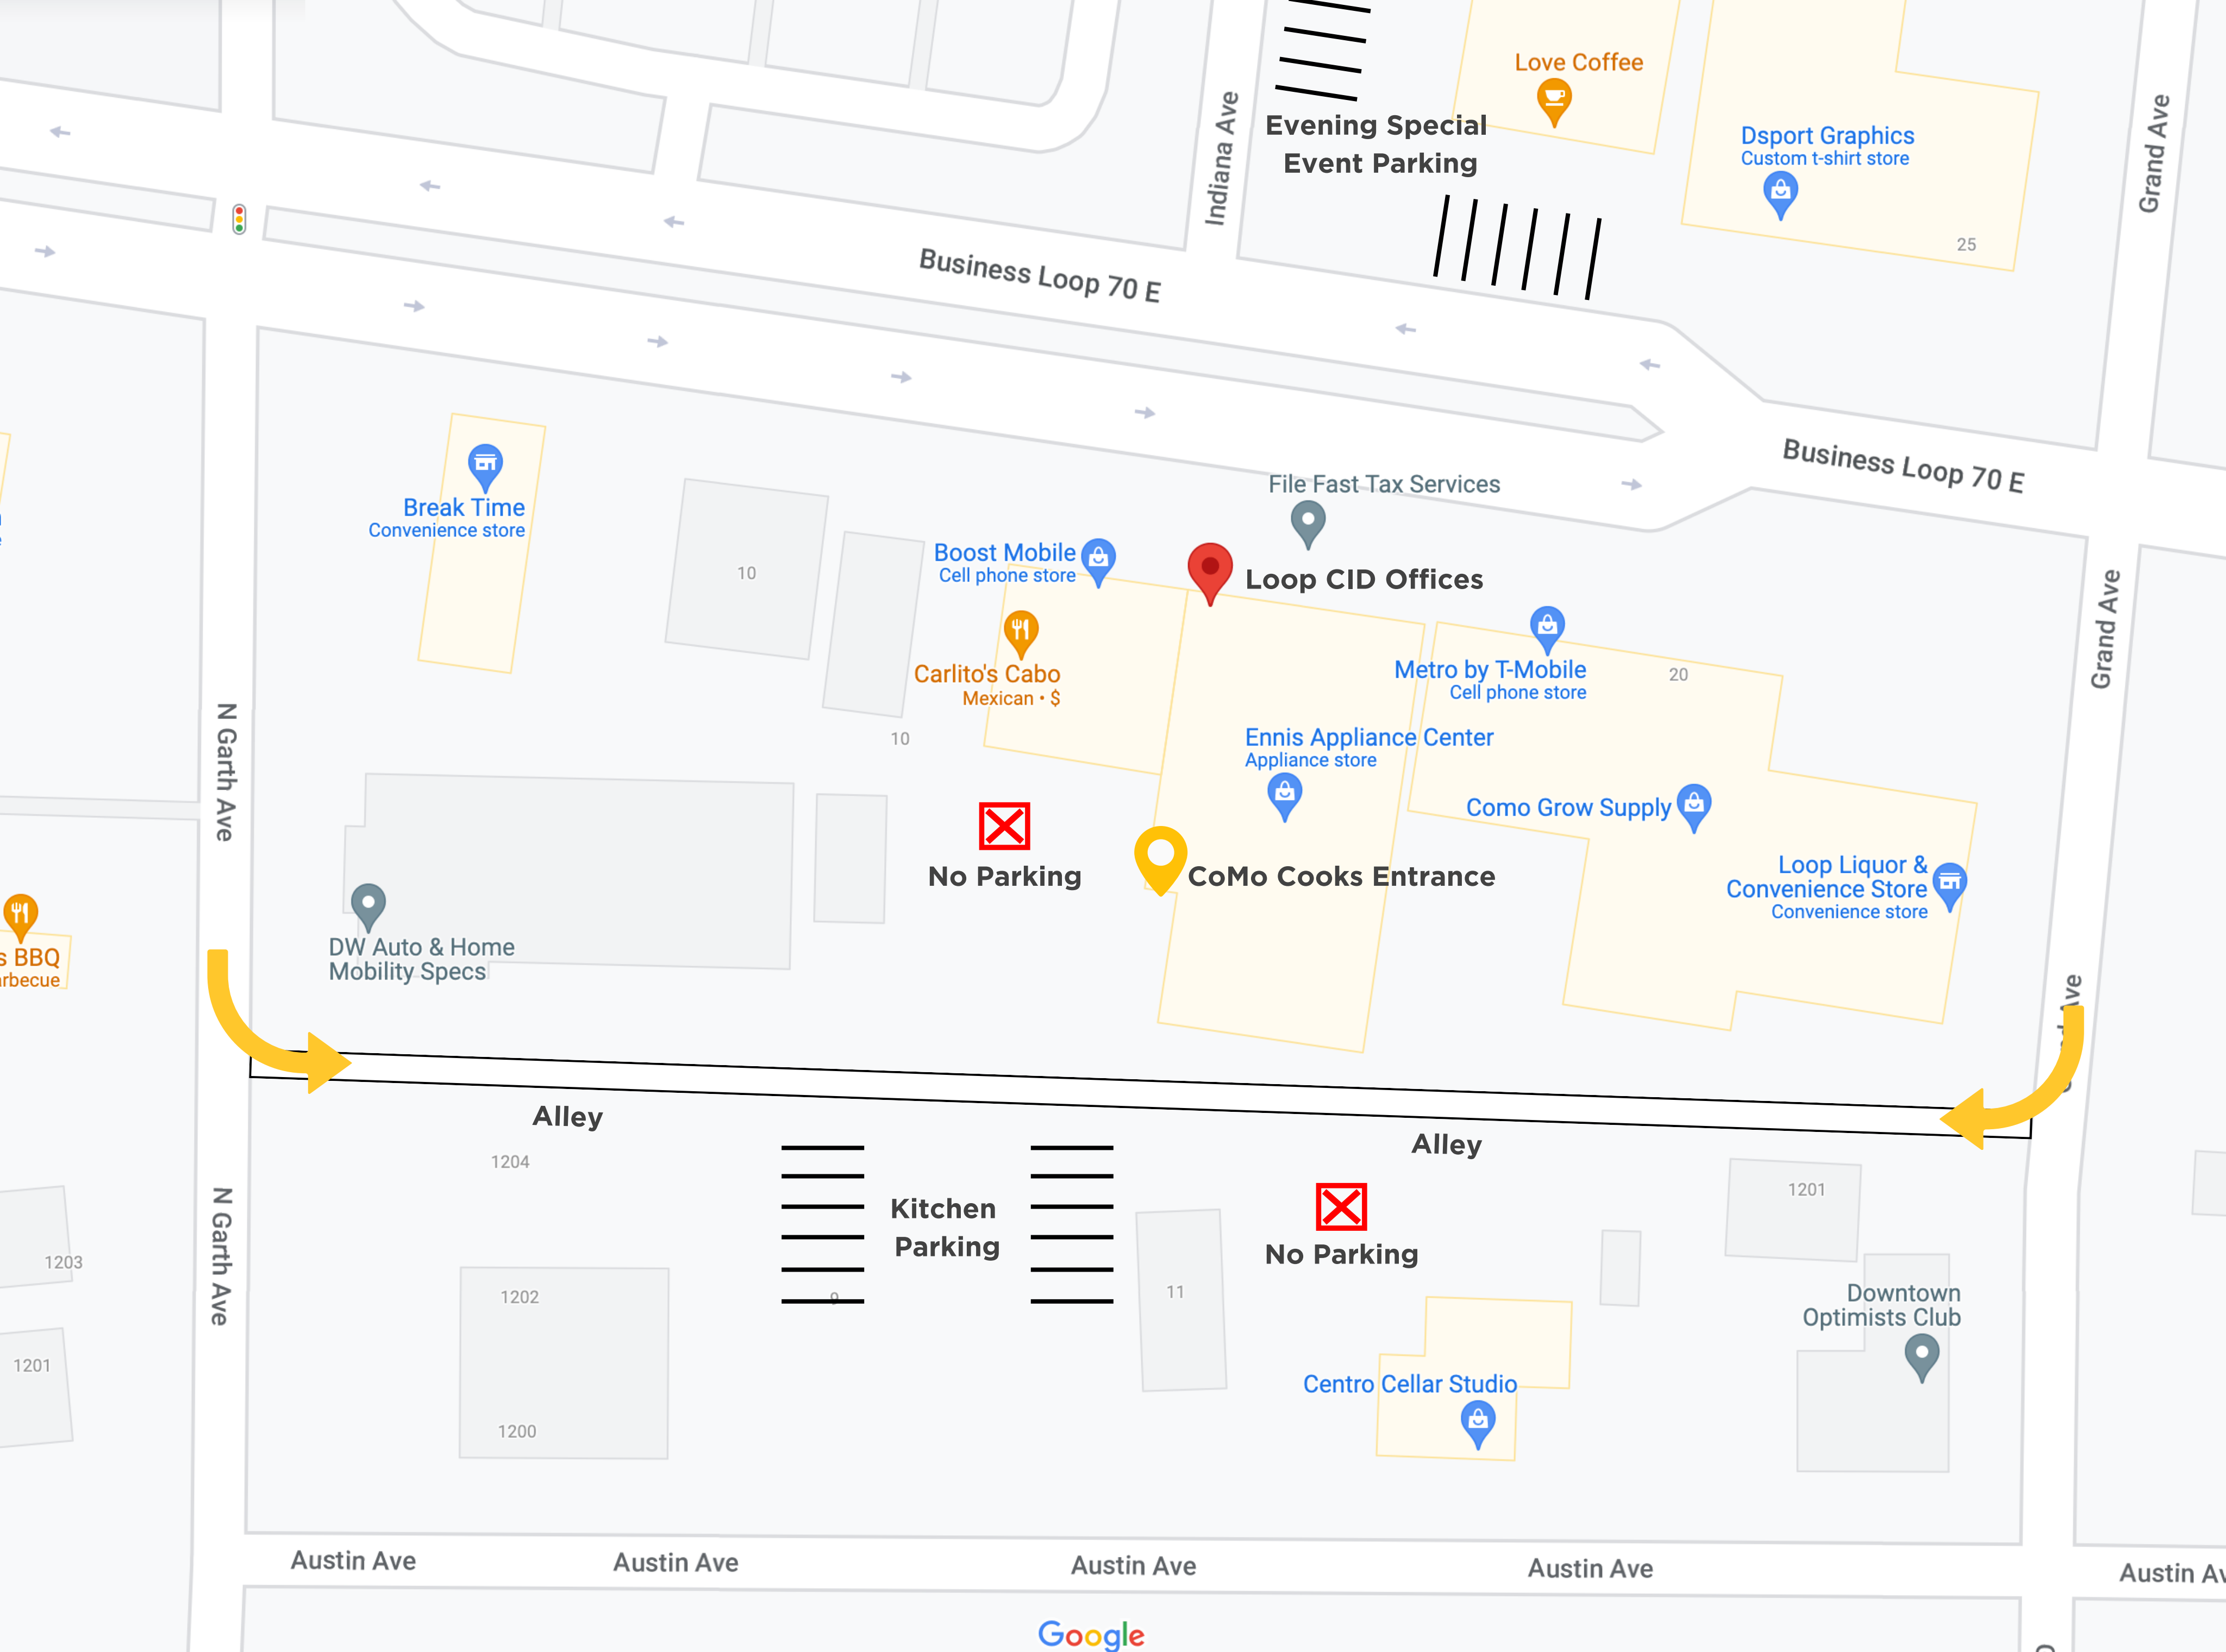 Love Coffee
Evening Special
Event Parking
Dsport Graphics
Custom t-shirt store
25
Indiana Ave
Grand Ave
Business Loop 70 E
Business Loop 70 E
File Fast Tax Services
Break Time
Convenience store
10
Boost Mobile
Cell phone store
Loop CID Offices
Carlito's Cabo
Mexican • $
Metro by T-Mobile
Cell phone store
20
Grand Ave
10
N Garth Ave
Ennis Appliance Center
Appliance store
Como Grow Supply
No Parking
CoMo Cooks Entrance
Loop Liquor &
Convenience Store
Convenience store
DW Auto & Home
Mobility Specs
s BBQ
arbecue
Ave
Alley
Alley
1204
Kitchen
Parking
No Parking
1201
N Garth Ave
1203
1202
9
11
Downtown
Optimists Club
1201
Centro Cellar Studio
1200
Austin Ave
Austin Ave
Austin Ave
Austin Ave
Austin Av
Google